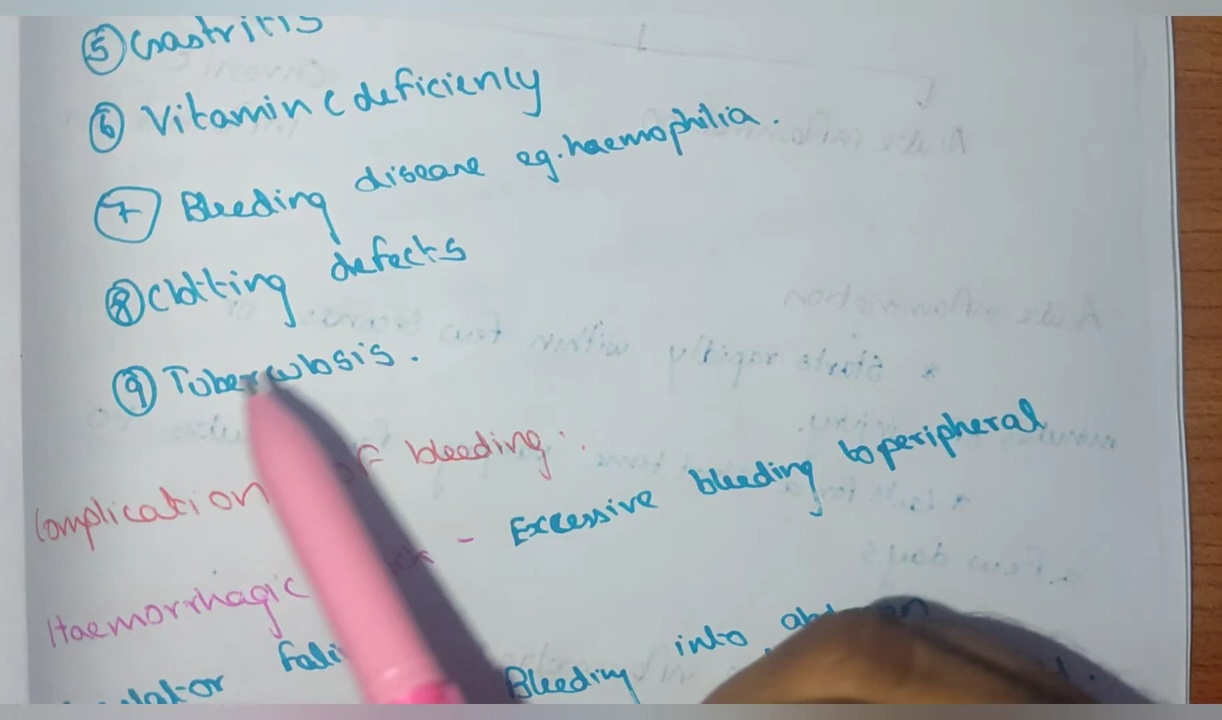 ⑤ Gastritis
⑥ Vitamin C deficiency
⑦ Bleeding disease eg. haemophilia.
⑧ Clotting defects
⑨ Tuberculosis.
Complication of bleeding:
Haemorrhagic - Excessive bleeding to peripheral
Bleeding into